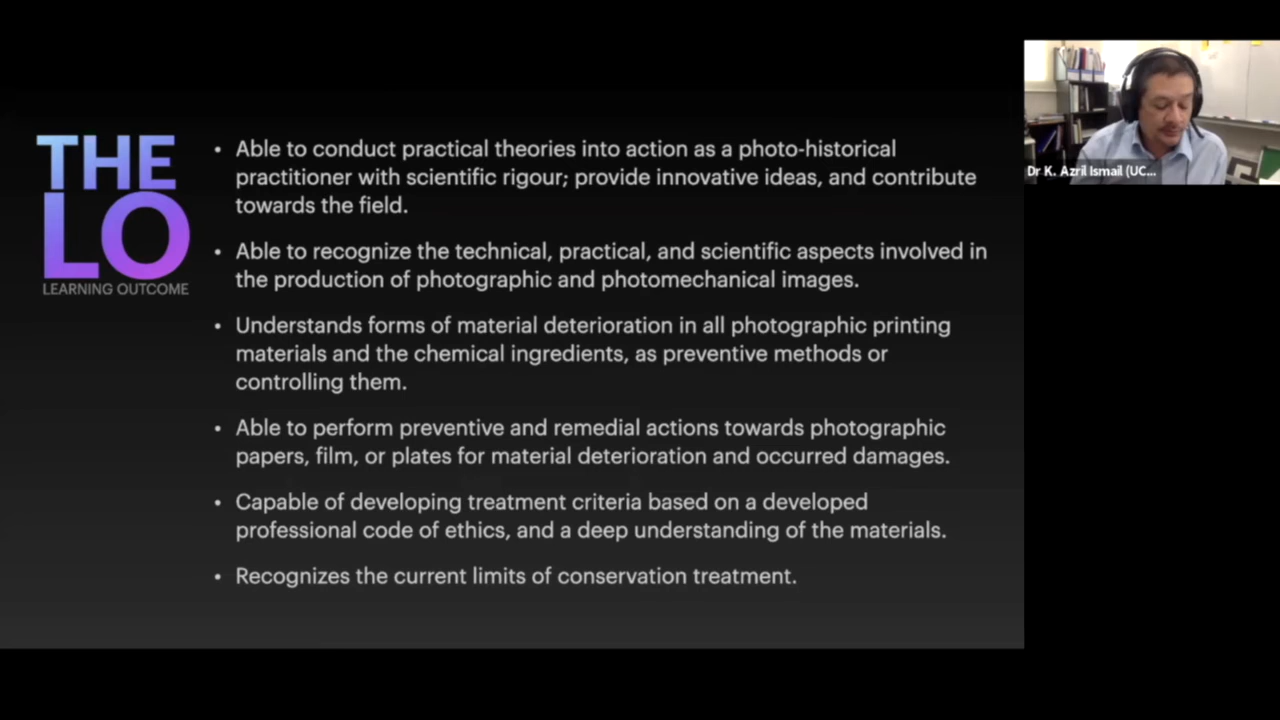 THE
LO
LEARNING OUTCOME
• Able to conduct practical theories into action as a photo-historical
practitioner with scientific rigour; provide innovative ideas, and contribute
towards the field.
• Able to recognize the technical, practical, and scientific aspects involved in
the production of photographic and photomechanical images.
• Understands forms of material deterioration in all photographic printing
materials and the chemical ingredients, as preventive methods or
controlling them.
• Able to perform preventive and remedial actions towards photographic
papers, film, or plates for material deterioration and occurred damages.
• Capable of developing treatment criteria based on a developed
professional code of ethics, and a deep understanding of the materials.
• Recognizes the current limits of conservation treatment.
Dr K. Azril Ismail (UC...